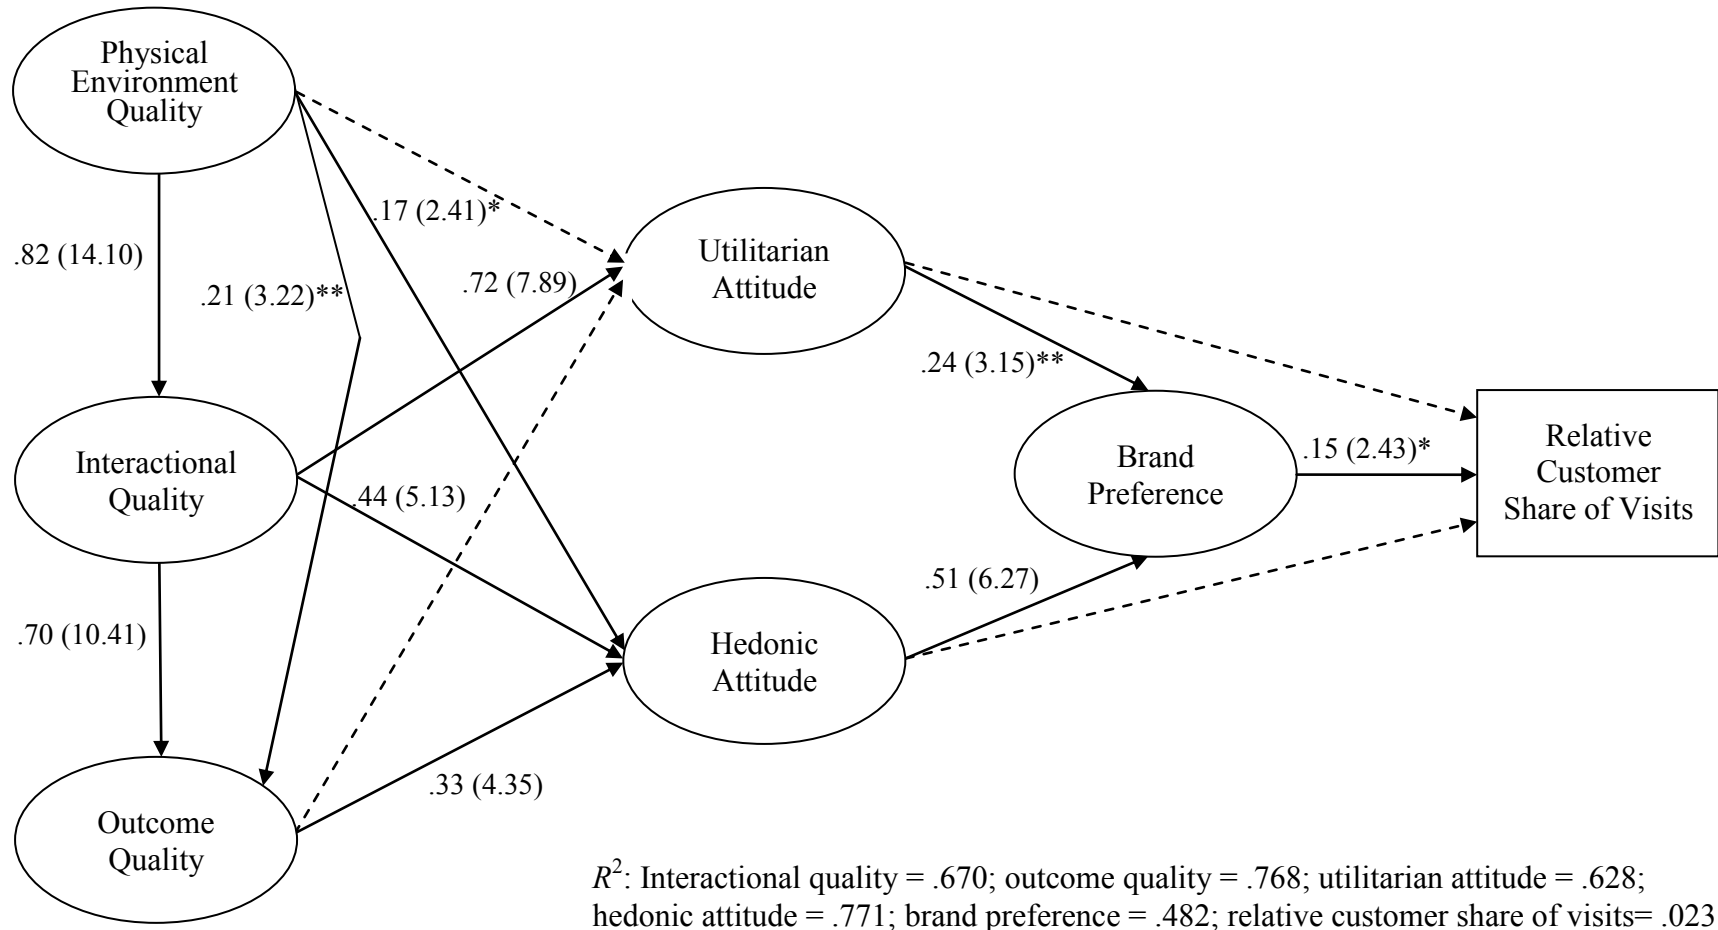 Physical
Environment
Quality
.17 (2.41)*
.82 (14.10)
.21 (3.22)**
.72 (7.89)
Utilitarian
Attitude
.24 (3.15)**
Interactional
Quality
.44 (5.13)
Brand
Preference
.15 (2.43)*
Relative
Customer
Share of Visits
.70 (10.41)
.51 (6.27)
Hedonic
Attitude
.33 (4.35)
Outcome
Quality
R²: Interactional quality = .670; outcome quality = .768; utilitarian attitude = .628;
hedonic attitude = .771; brand preference = .482; relative customer share of visits= .023